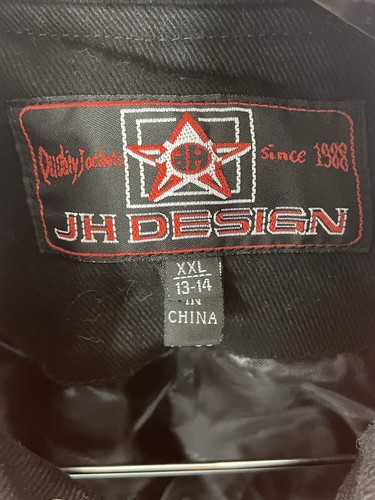 Quality Jackets
JH
since 1988
JH DESIGN
XXL
13-14
IN
CHINA